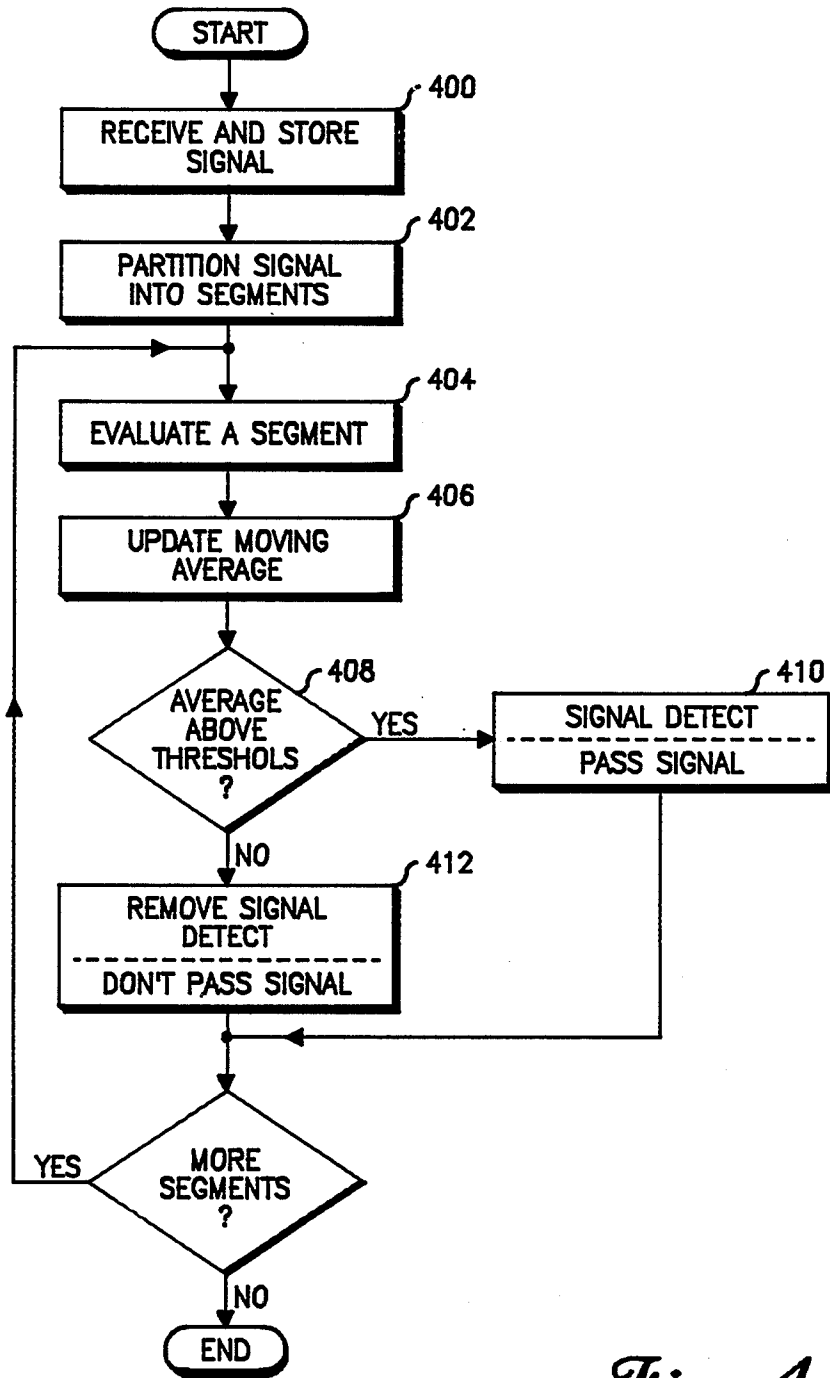 START
400
RECEIVE AND STORE
SIGNAL
402
PARTITION SIGNAL
INTO SEGMENTS
404
EVALUATE A SEGMENT
406
UPDATE MOVING
AVERAGE
408
AVERAGE
ABOVE
THRESHOLS
?
YES
410
SIGNAL DETECT
PASS SIGNAL
NO
412
REMOVE SIGNAL
DETECT
DON'T PASS SIGNAL
MORE
SEGMENTS
?
YES
NO
END